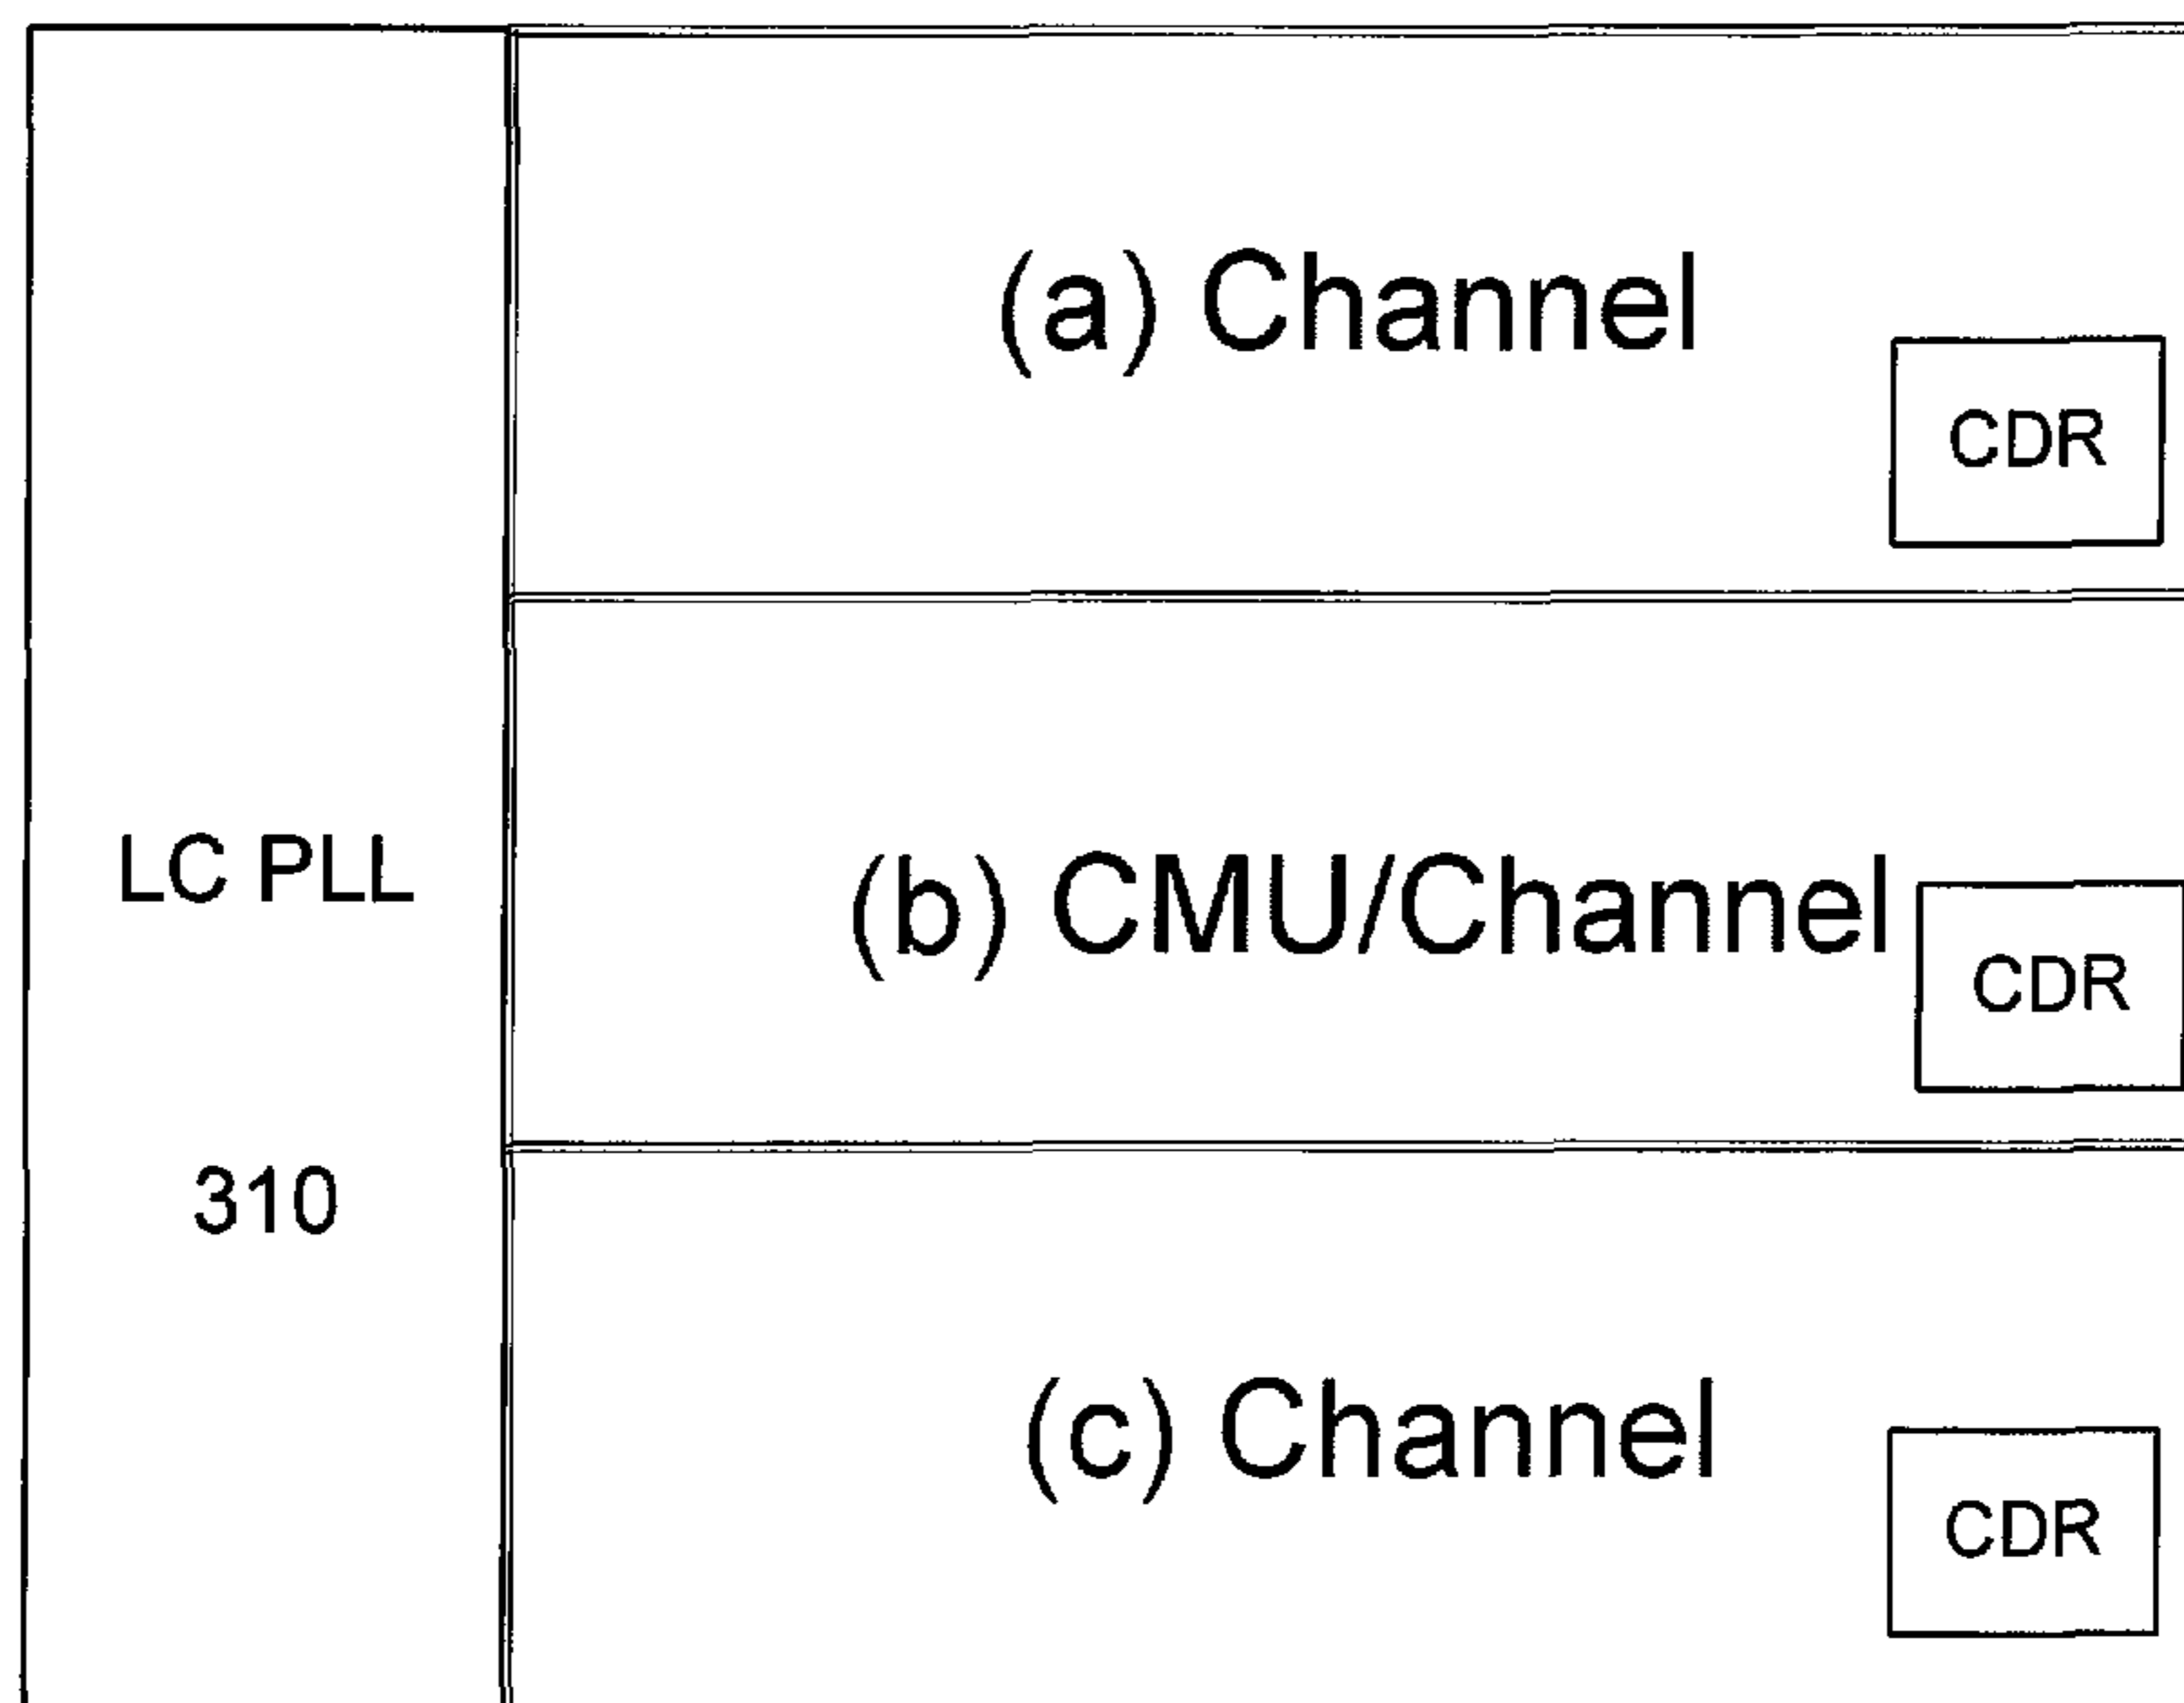 (a) Channel
CDR
LC PLL
310
(b) CMU/Channel
CDR
(c) Channel
CDR